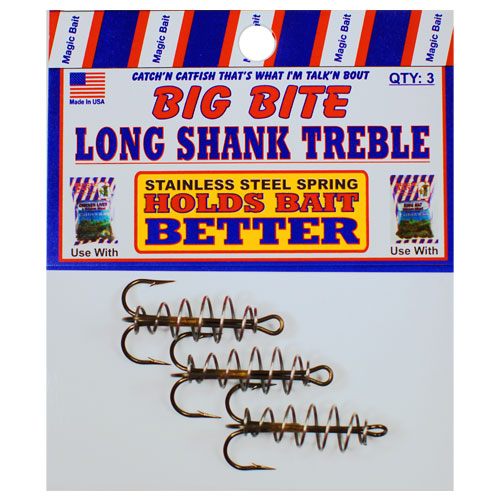 Magic Bait
Magic Bait
Magic Bait
Magic Bait
CATCH'N CATFISH THAT'S WHAT I'M TALK'N BOUT
Made In USA
BIG BITE
QTY: 3
LONG SHANK TREBLE
STAINLESS STEEL SPRING
HOLDS BAIT
BETTER
Use With
Use With